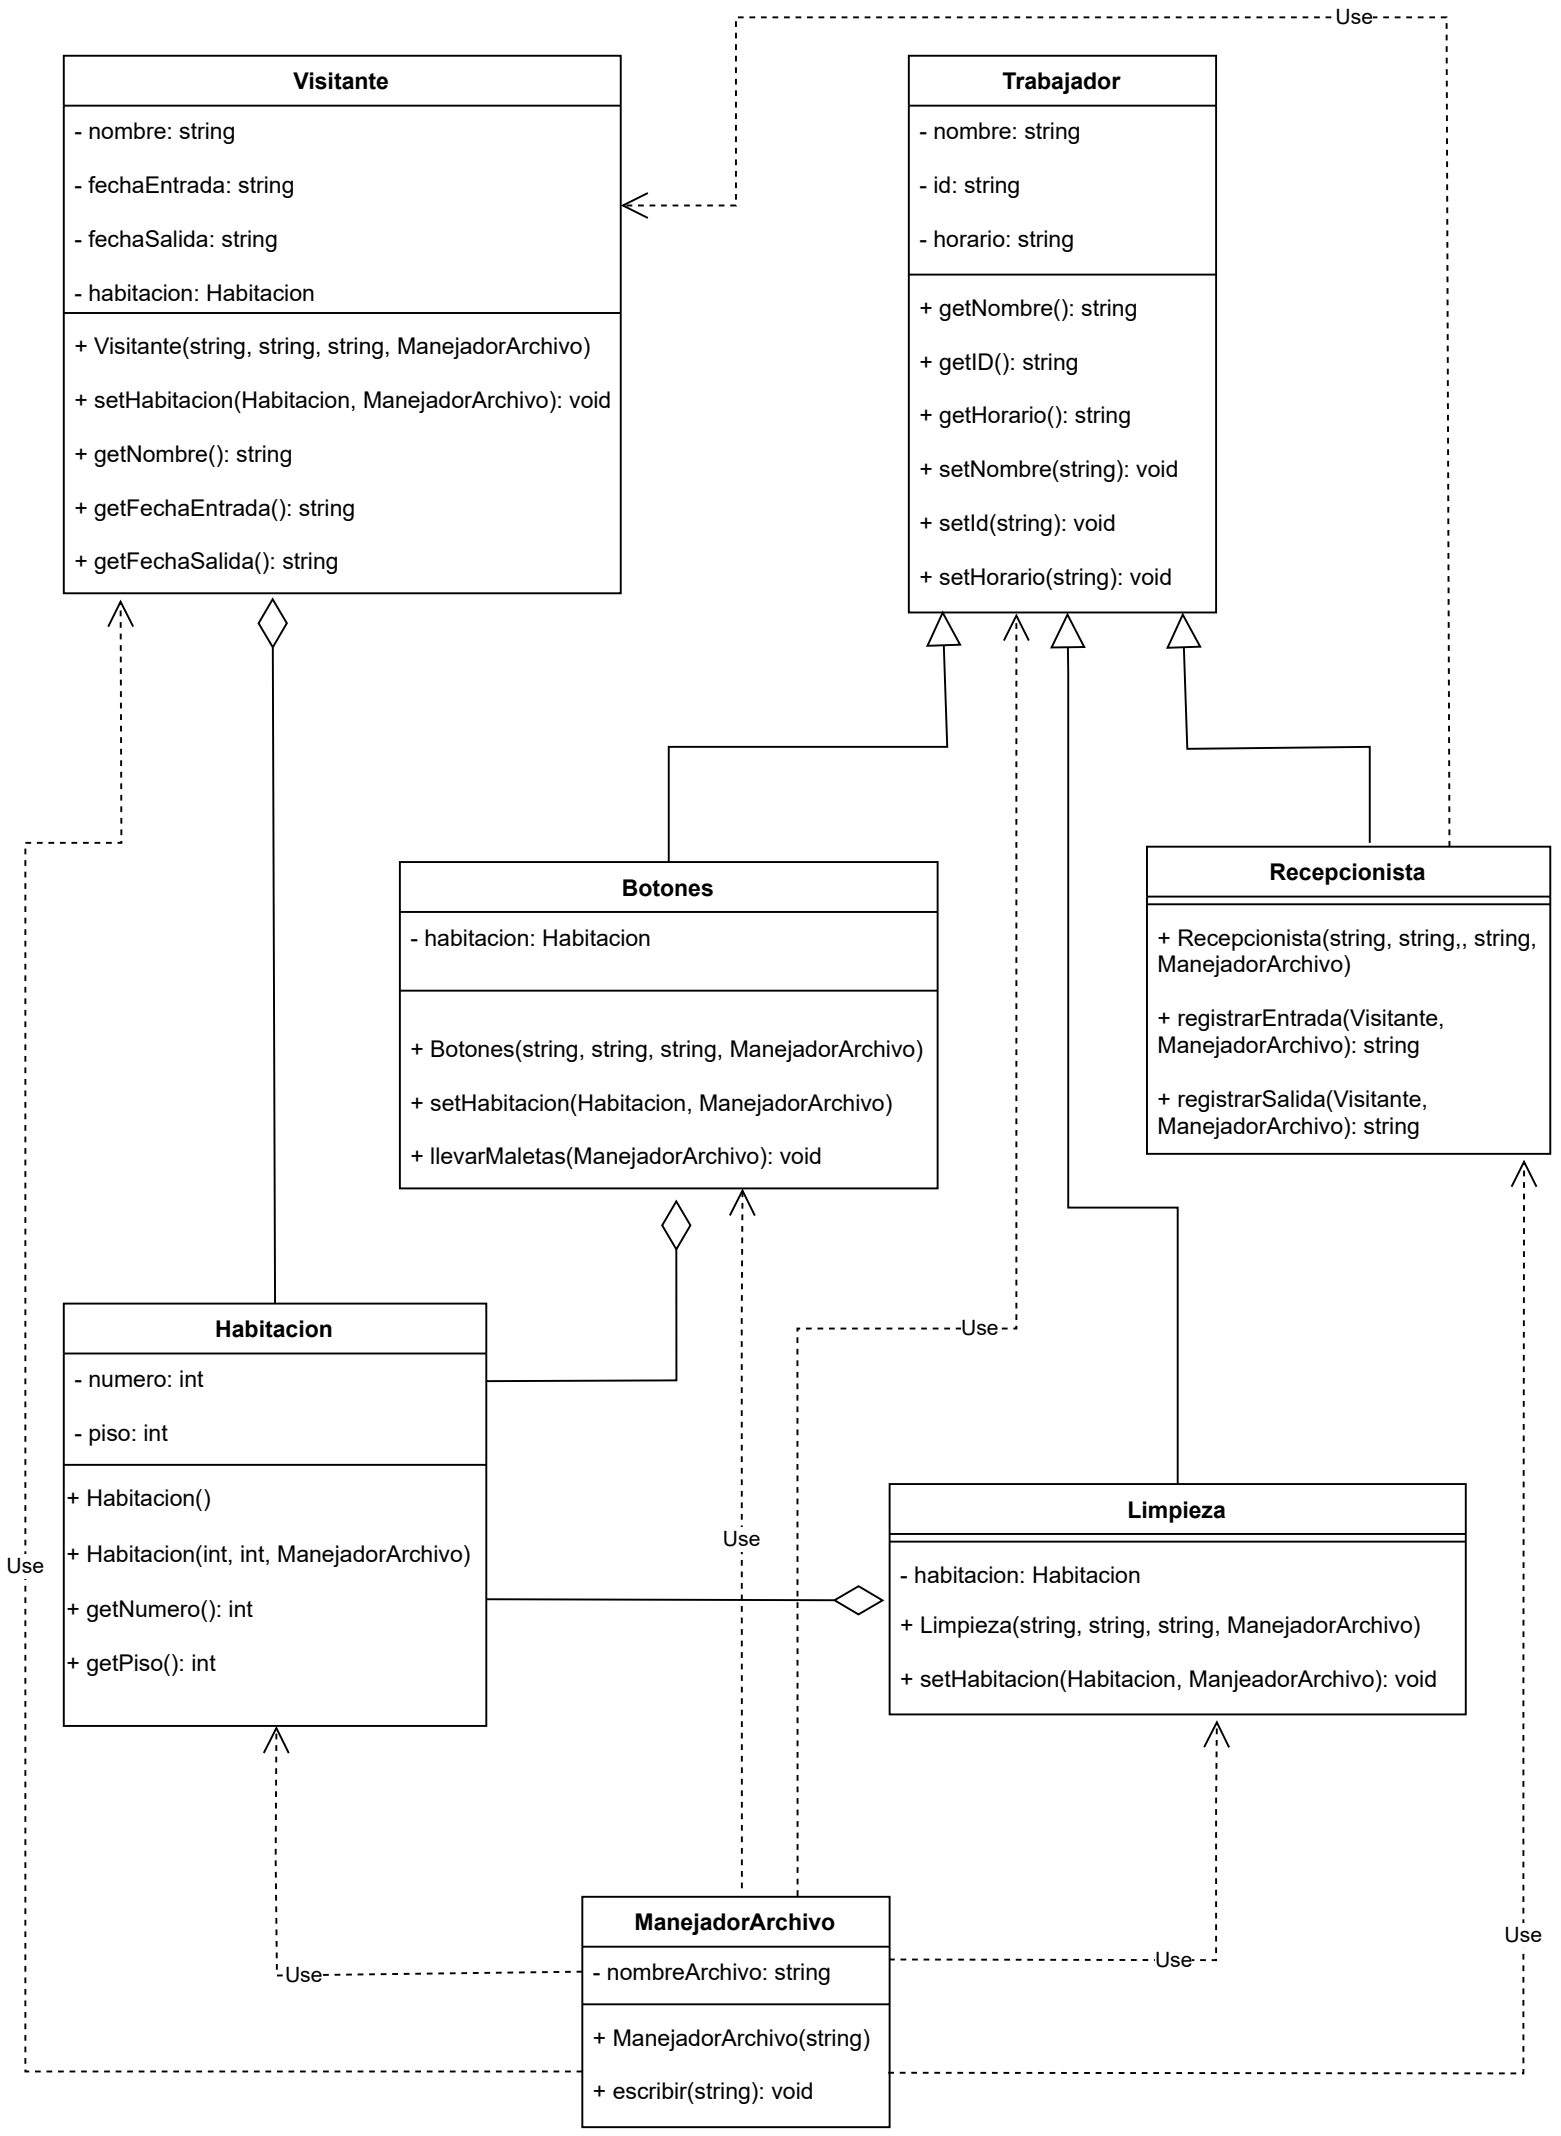 Use
Visitante
- nombre: string
- fechaEntrada: string
- fechaSalida: string
- habitacion: Habitacion
+ Visitante(string, string, string, ManejadorArchivo)
+ setHabitacion(Habitacion, ManejadorArchivo): void
+ getNombre(): string
+ getFechaEntrada(): string
+ getFechaSalida(): string
Trabajador
- nombre: string
- id: string
- horario: string
+ getNombre(): string
+ getID(): string
+ getHorario(): string
+ setNombre(string): void
+ setId(string): void
+ setHorario(string): void
Botones
- habitacion: Habitacion
+ Botones(string, string, string, ManejadorArchivo)
+ setHabitacion(Habitacion, ManejadorArchivo)
+ llevarMaletas(ManejadorArchivo): void
Recepcionista
+ Recepcionista(string, string,, string,
ManejadorArchivo)
+ registrarEntrada(Visitante,
ManejadorArchivo): string
+ registrarSalida(Visitante,
ManejadorArchivo): string
Habitacion
- numero: int
- piso: int
+ Habitacion()
+ Habitacion(int, int, ManejadorArchivo)
+ getNumero(): int
+ getPiso(): int
Use
Use
Use
Limpieza
- habitacion: Habitacion
+ Limpieza(string, string, string, ManejadorArchivo)
+ setHabitacion(Habitacion, ManjeadorArchivo): void
ManejadorArchivo
- nombreArchivo: string
+ ManejadorArchivo(string)
+ escribir(string): void
Use
Use
Use